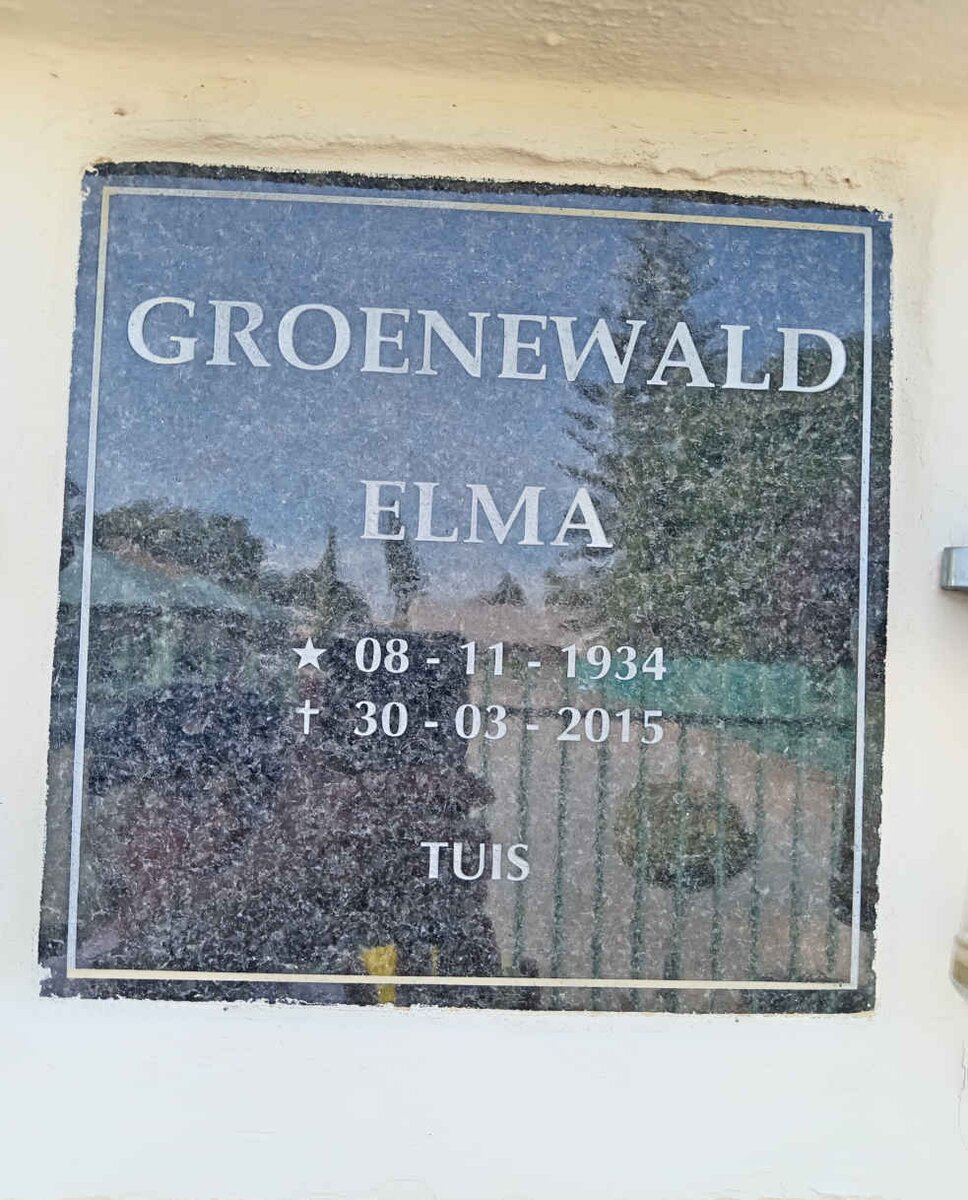 GROENEWALD
ELMA
★ 08 - 11 - 1934
✝ 30 - 03 - 2015
TUIS